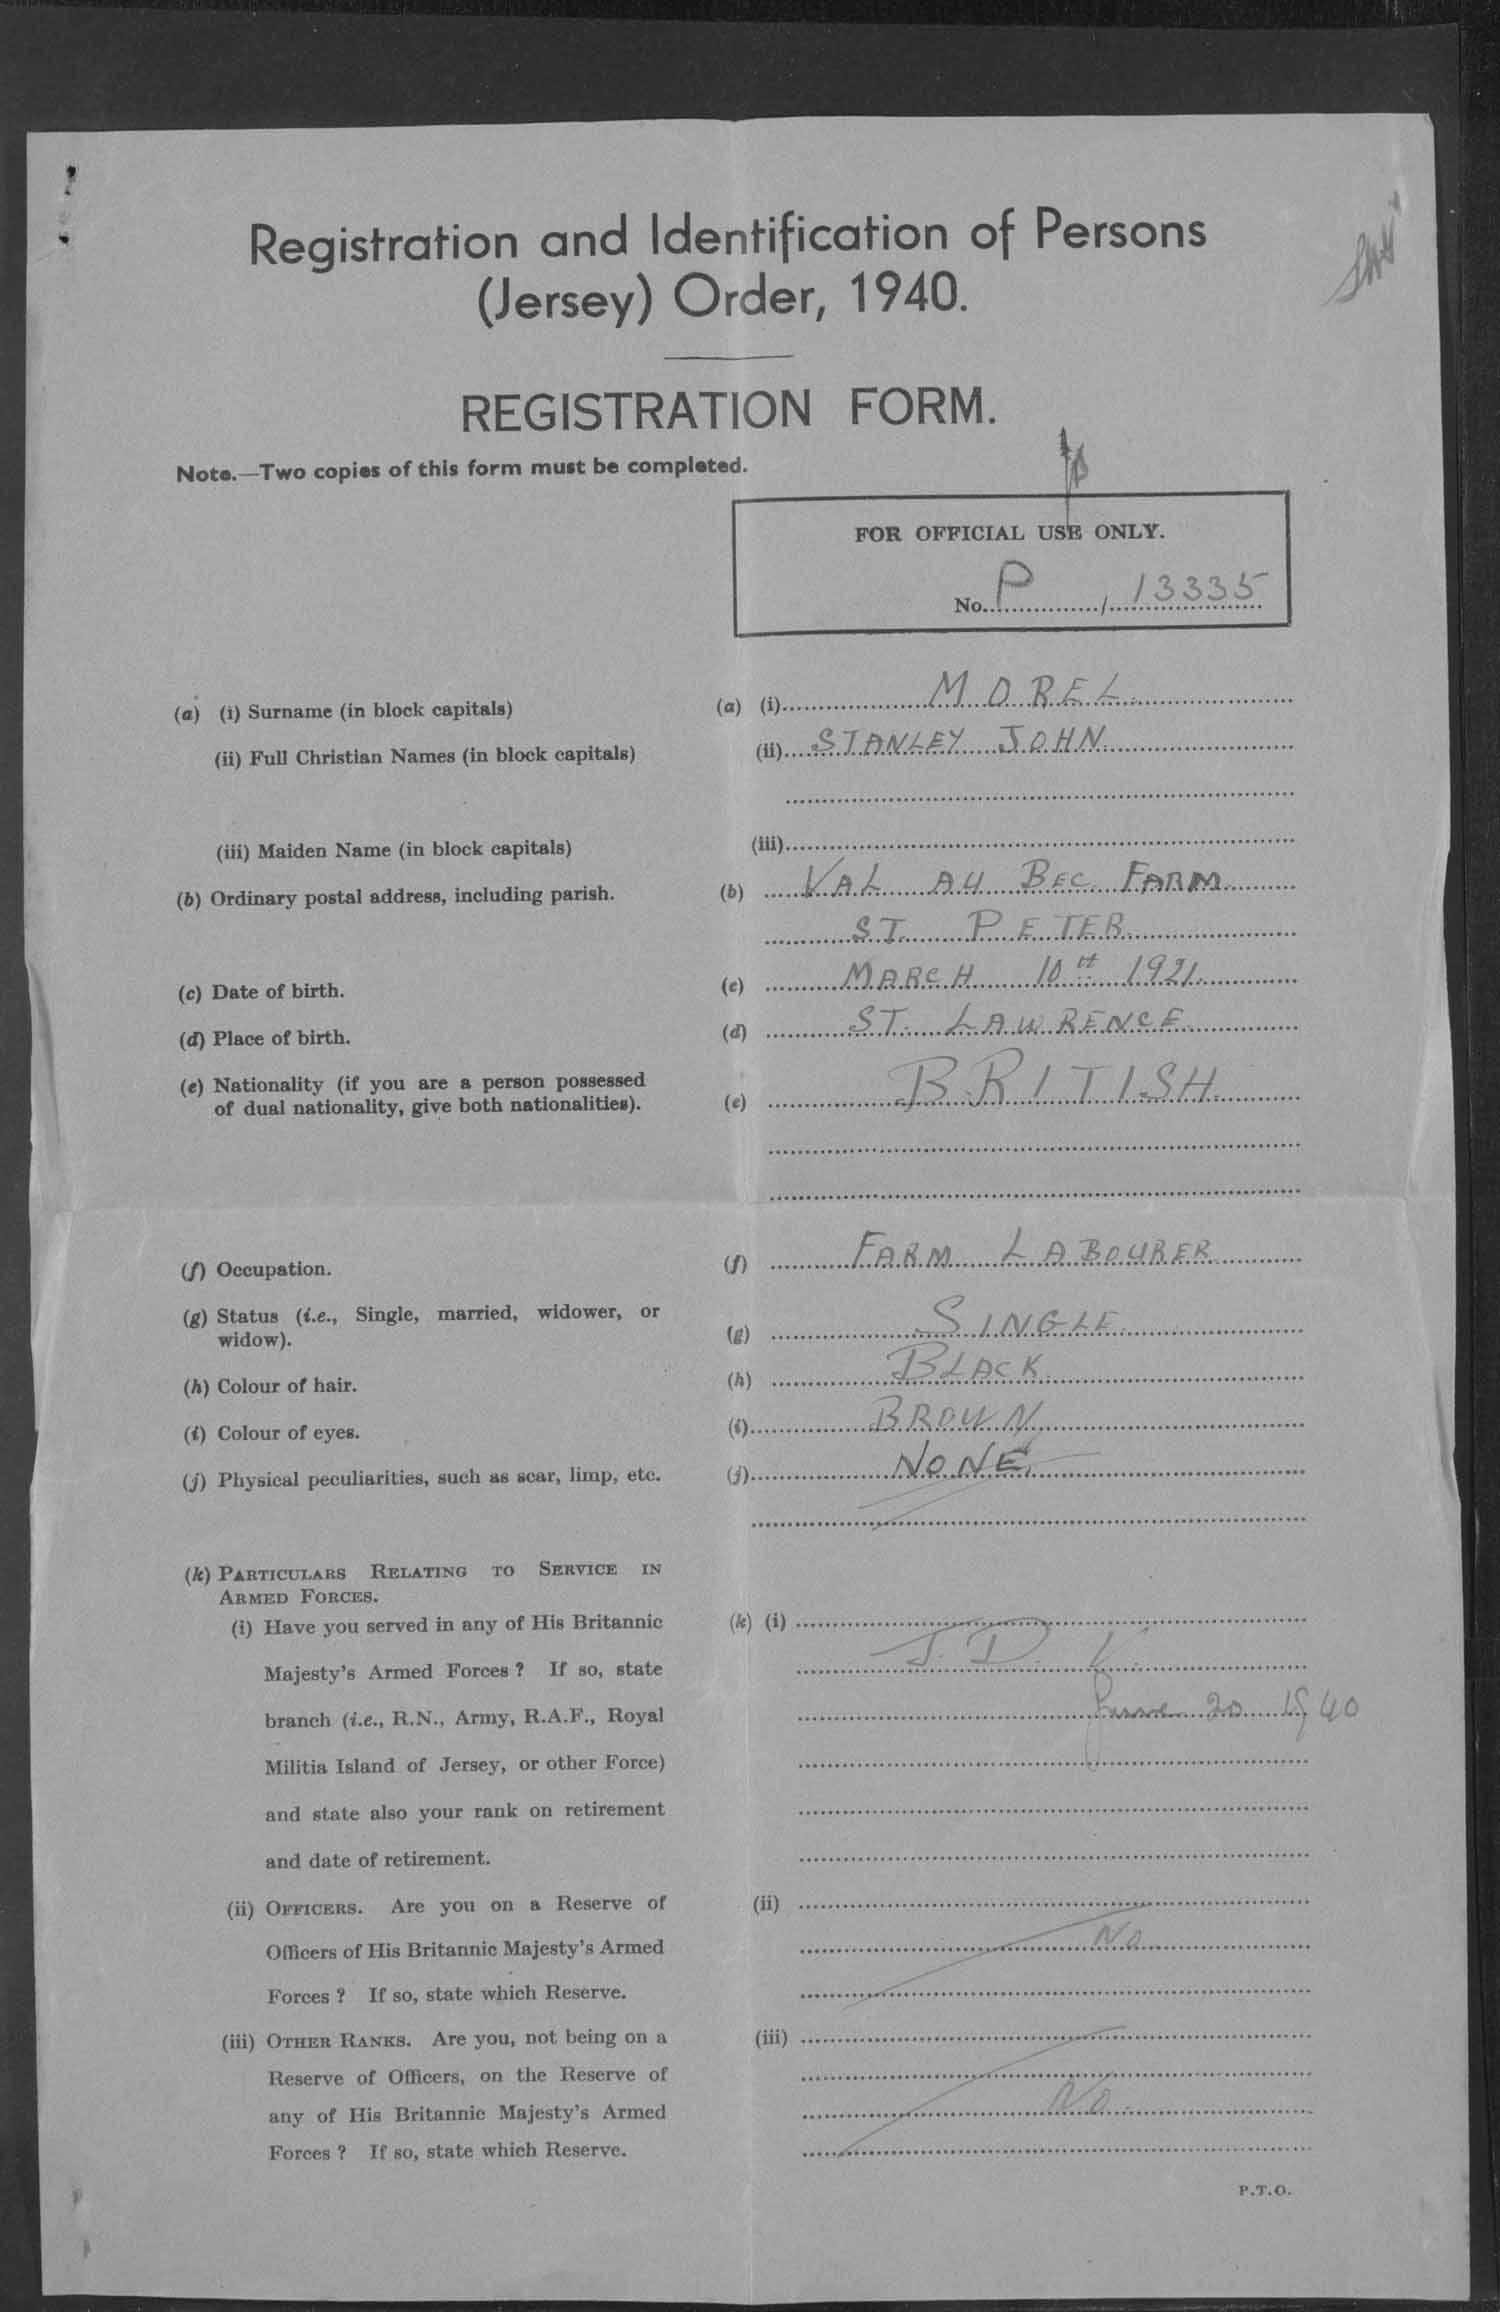 Registration and Identification of Persons
(Jersey) Order, 1940.
REGISTRATION FORM.
Note.—Two copies of this form must be completed.
FOR OFFICIAL USE ONLY.
No. P / 13335
(a) (i) Surname (in block capitals) (a) (i) MOREL
(ii) Full Christian Names (in block capitals) (ii) STANLEY JOHN
(iii) Maiden Name (in block capitals) (iii)
(b) Ordinary postal address, including parish. (b) VAL AU BEC FARM
ST. PETER
(c) Date of birth. (c) MARCH 10th 1921.
(d) Place of birth. (d) ST. LAWRENCE
(e) Nationality (if you are a person possessed
of dual nationality, give both nationalities). (e) BRITISH
(f) Occupation. (f) FARM LABOURER
(g) Status (i.e., Single, married, widower, or
widow). (g) SINGLE
(h) Colour of hair. (h) BLACK
(i) Colour of eyes. (i) BROWN
(j) Physical peculiarities, such as scar, limp, etc. (j) NONE
(k) PARTICULARS RELATING TO SERVICE IN
ARMED FORCES.
(i) Have you served in any of His Britannic (k) (i)
Majesty's Armed Forces? If so, state J. D. V.
branch (i.e., R.N., Army, R.A.F., Royal June 20 1940
Militia Island of Jersey, or other Force)
and state also your rank on retirement
and date of retirement.
(ii) OFFICERS. Are you on a Reserve of (ii)
Officers of His Britannic Majesty's Armed No
Forces? If so, state which Reserve.
(iii) OTHER RANKS. Are you, not being on a (iii)
Reserve of Officers, on the Reserve of
any of His Britannic Majesty's Armed No
Forces? If so, state which Reserve.
P.T.O.